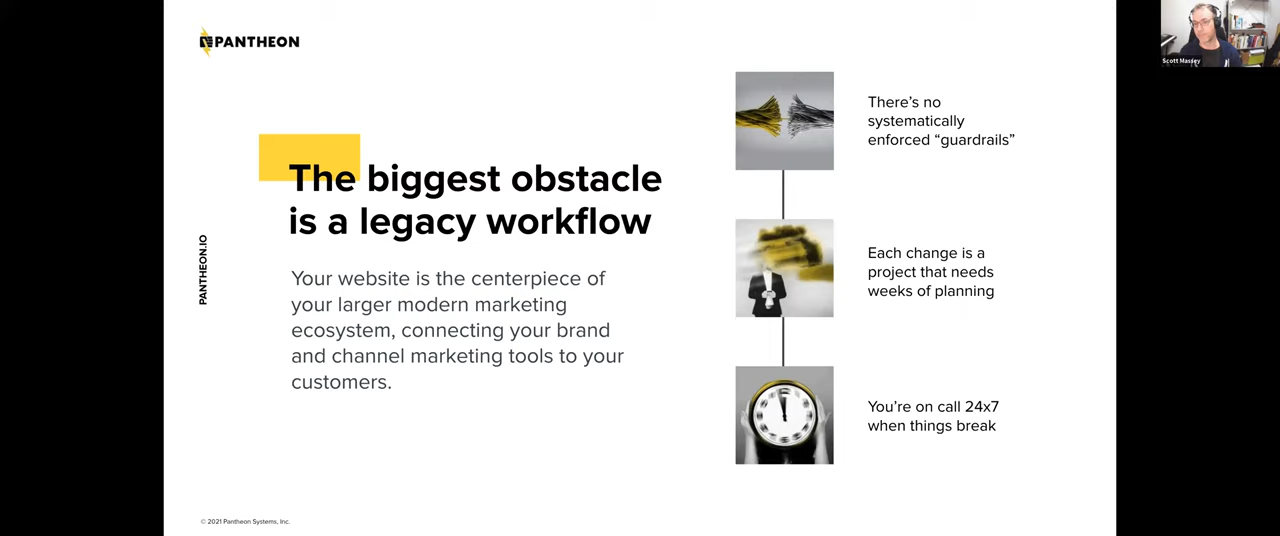 PANTHEON
Scott Massey
The biggest obstacle
is a legacy workflow
Your website is the centerpiece of
your larger modern marketing
ecosystem, connecting your brand
and channel marketing tools to your
customers.
PANTHEON.IO
There’s no
systematically
enforced “guardrails”
Each change is a
project that needs
weeks of planning
You’re on call 24x7
when things break
© 2021 Pantheon Systems, Inc.